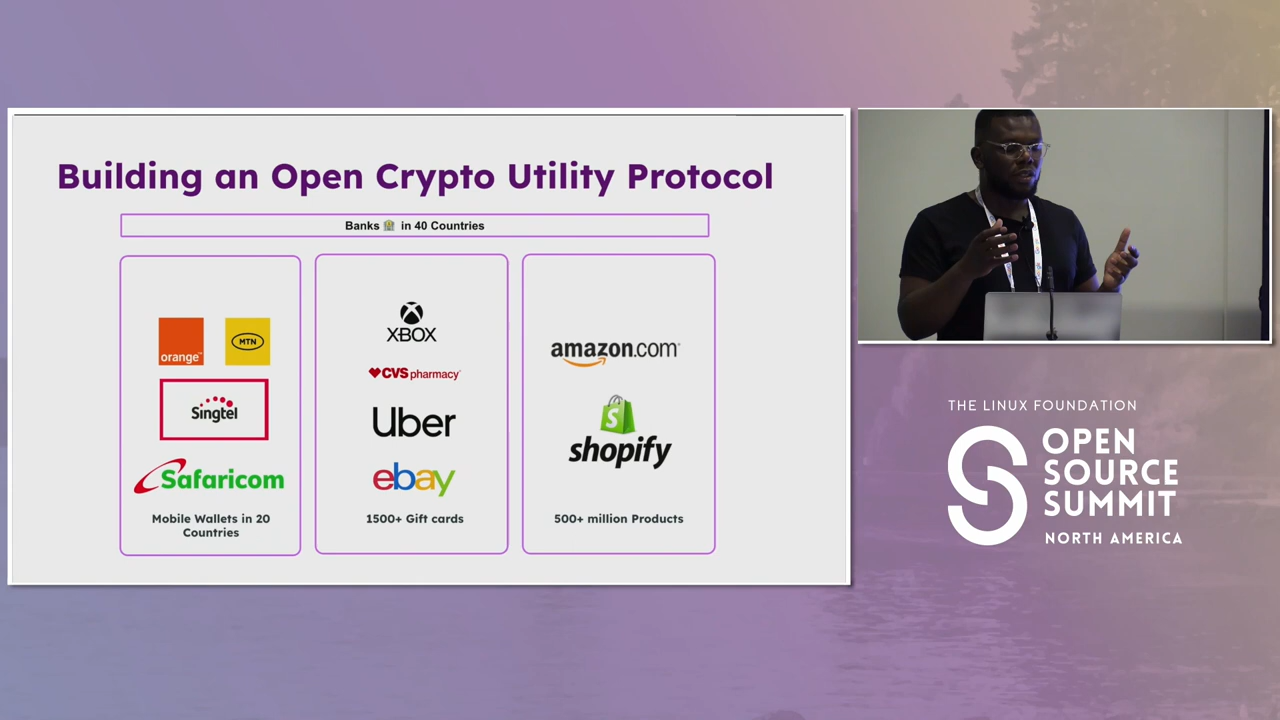 Building an Open Crypto Utility Protocol
Banks 🏦 in 40 Countries
orange™
MTN
Singtel
Safaricom
Mobile Wallets in 20
Countries
XBOX
CVS pharmacy®
Uber
ebay
1500+ Gift cards
amazon.com®
shopify
500+ million Products
THE LINUX FOUNDATION
OPEN
SOURCE
SUMMIT
NORTH AMERICA